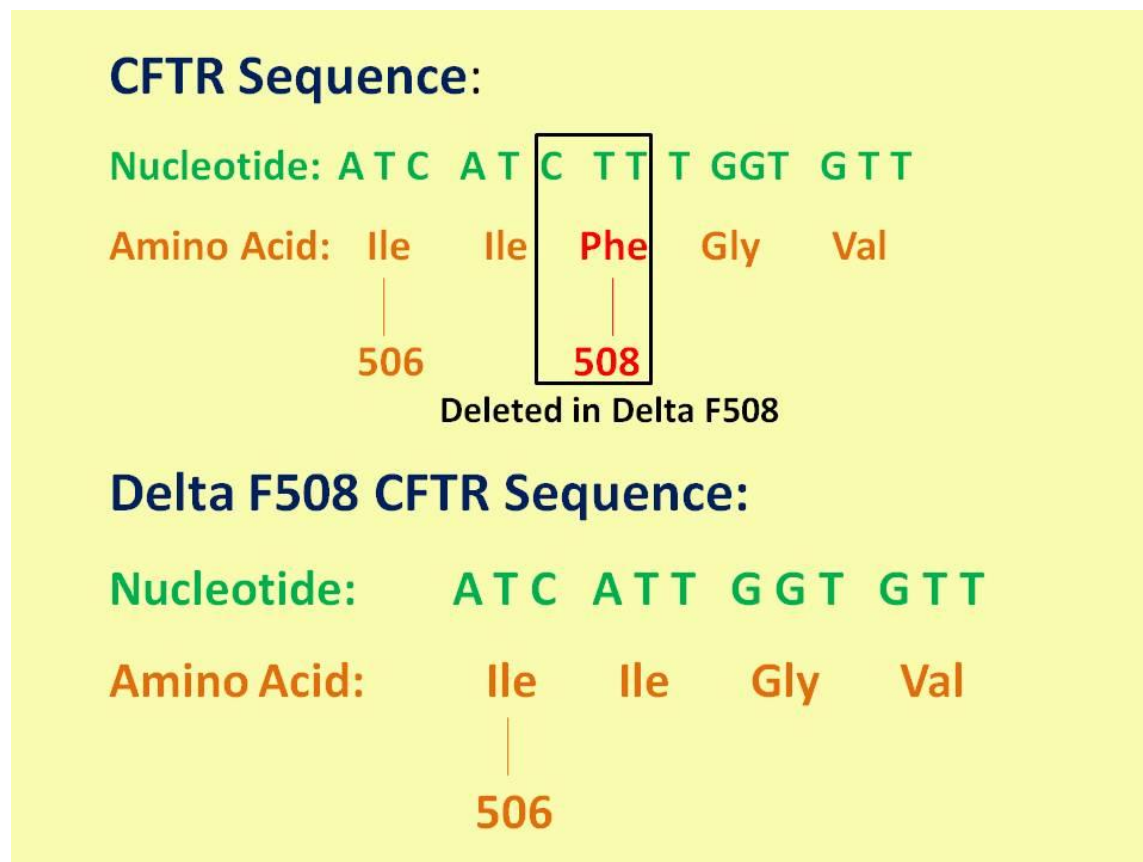 CFTR Sequence:
Nucleotide: A T C A T C T T T GGT G T T
Amino Acid: Ile Ile Phe Gly Val
506 508
Deleted in Delta F508
Delta F508 CFTR Sequence:
Nucleotide: A T C A T T G G T G T T
Amino Acid: Ile Ile Gly Val
506